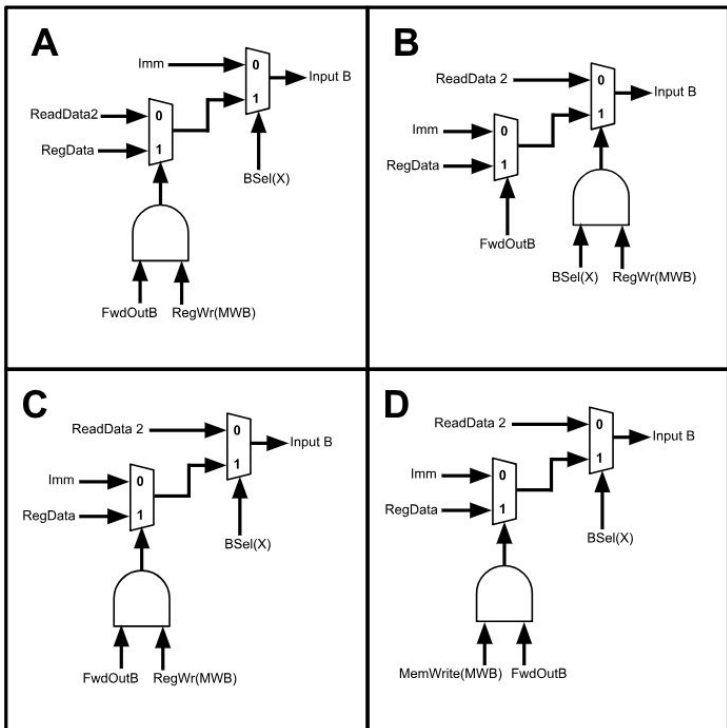 A
Imm
0
Input B
1
ReadData2
0
RegData
1
BSel(X)
FwdOutB
RegWr(MWB)
B
ReadData 2
0
Input B
1
Imm
0
RegData
1
FwdOutB
BSel(X)
RegWr(MWB)
C
ReadData 2
0
Input B
1
Imm
0
RegData
1
BSel(X)
FwdOutB
RegWr(MWB)
D
ReadData 2
0
Input B
1
Imm
0
RegData
1
BSel(X)
MemWrite(MWB)
FwdOutB